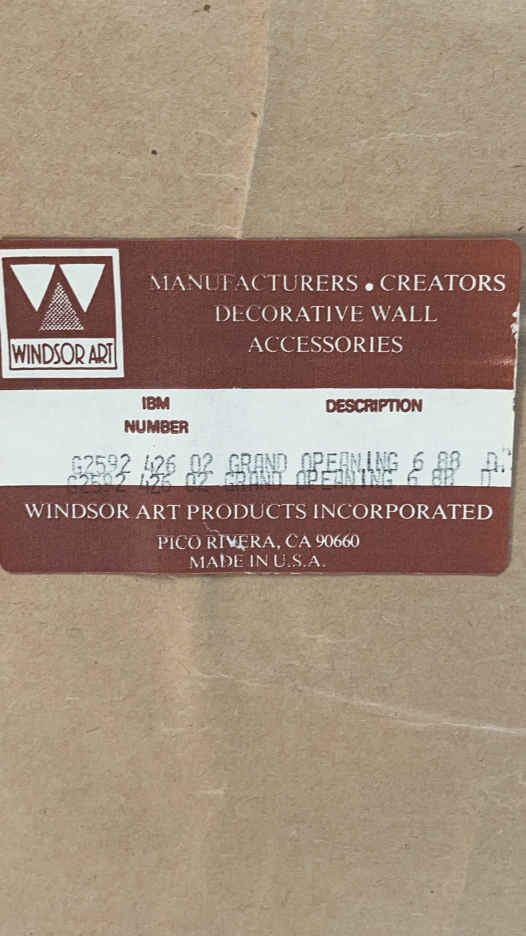 WINDSOR ART
MANUFACTURERS • CREATORS
DECORATIVE WALL
ACCESSORIES
IBM
NUMBER
DESCRIPTION
G2592 426 02 GRAND OPEANING 6 88 D.
G2592 426 02 GRAND OPEANING 6 88 D
WINDSOR ART PRODUCTS INCORPORATED
PICO RIVERA, CA 90660
MADE IN U.S.A.